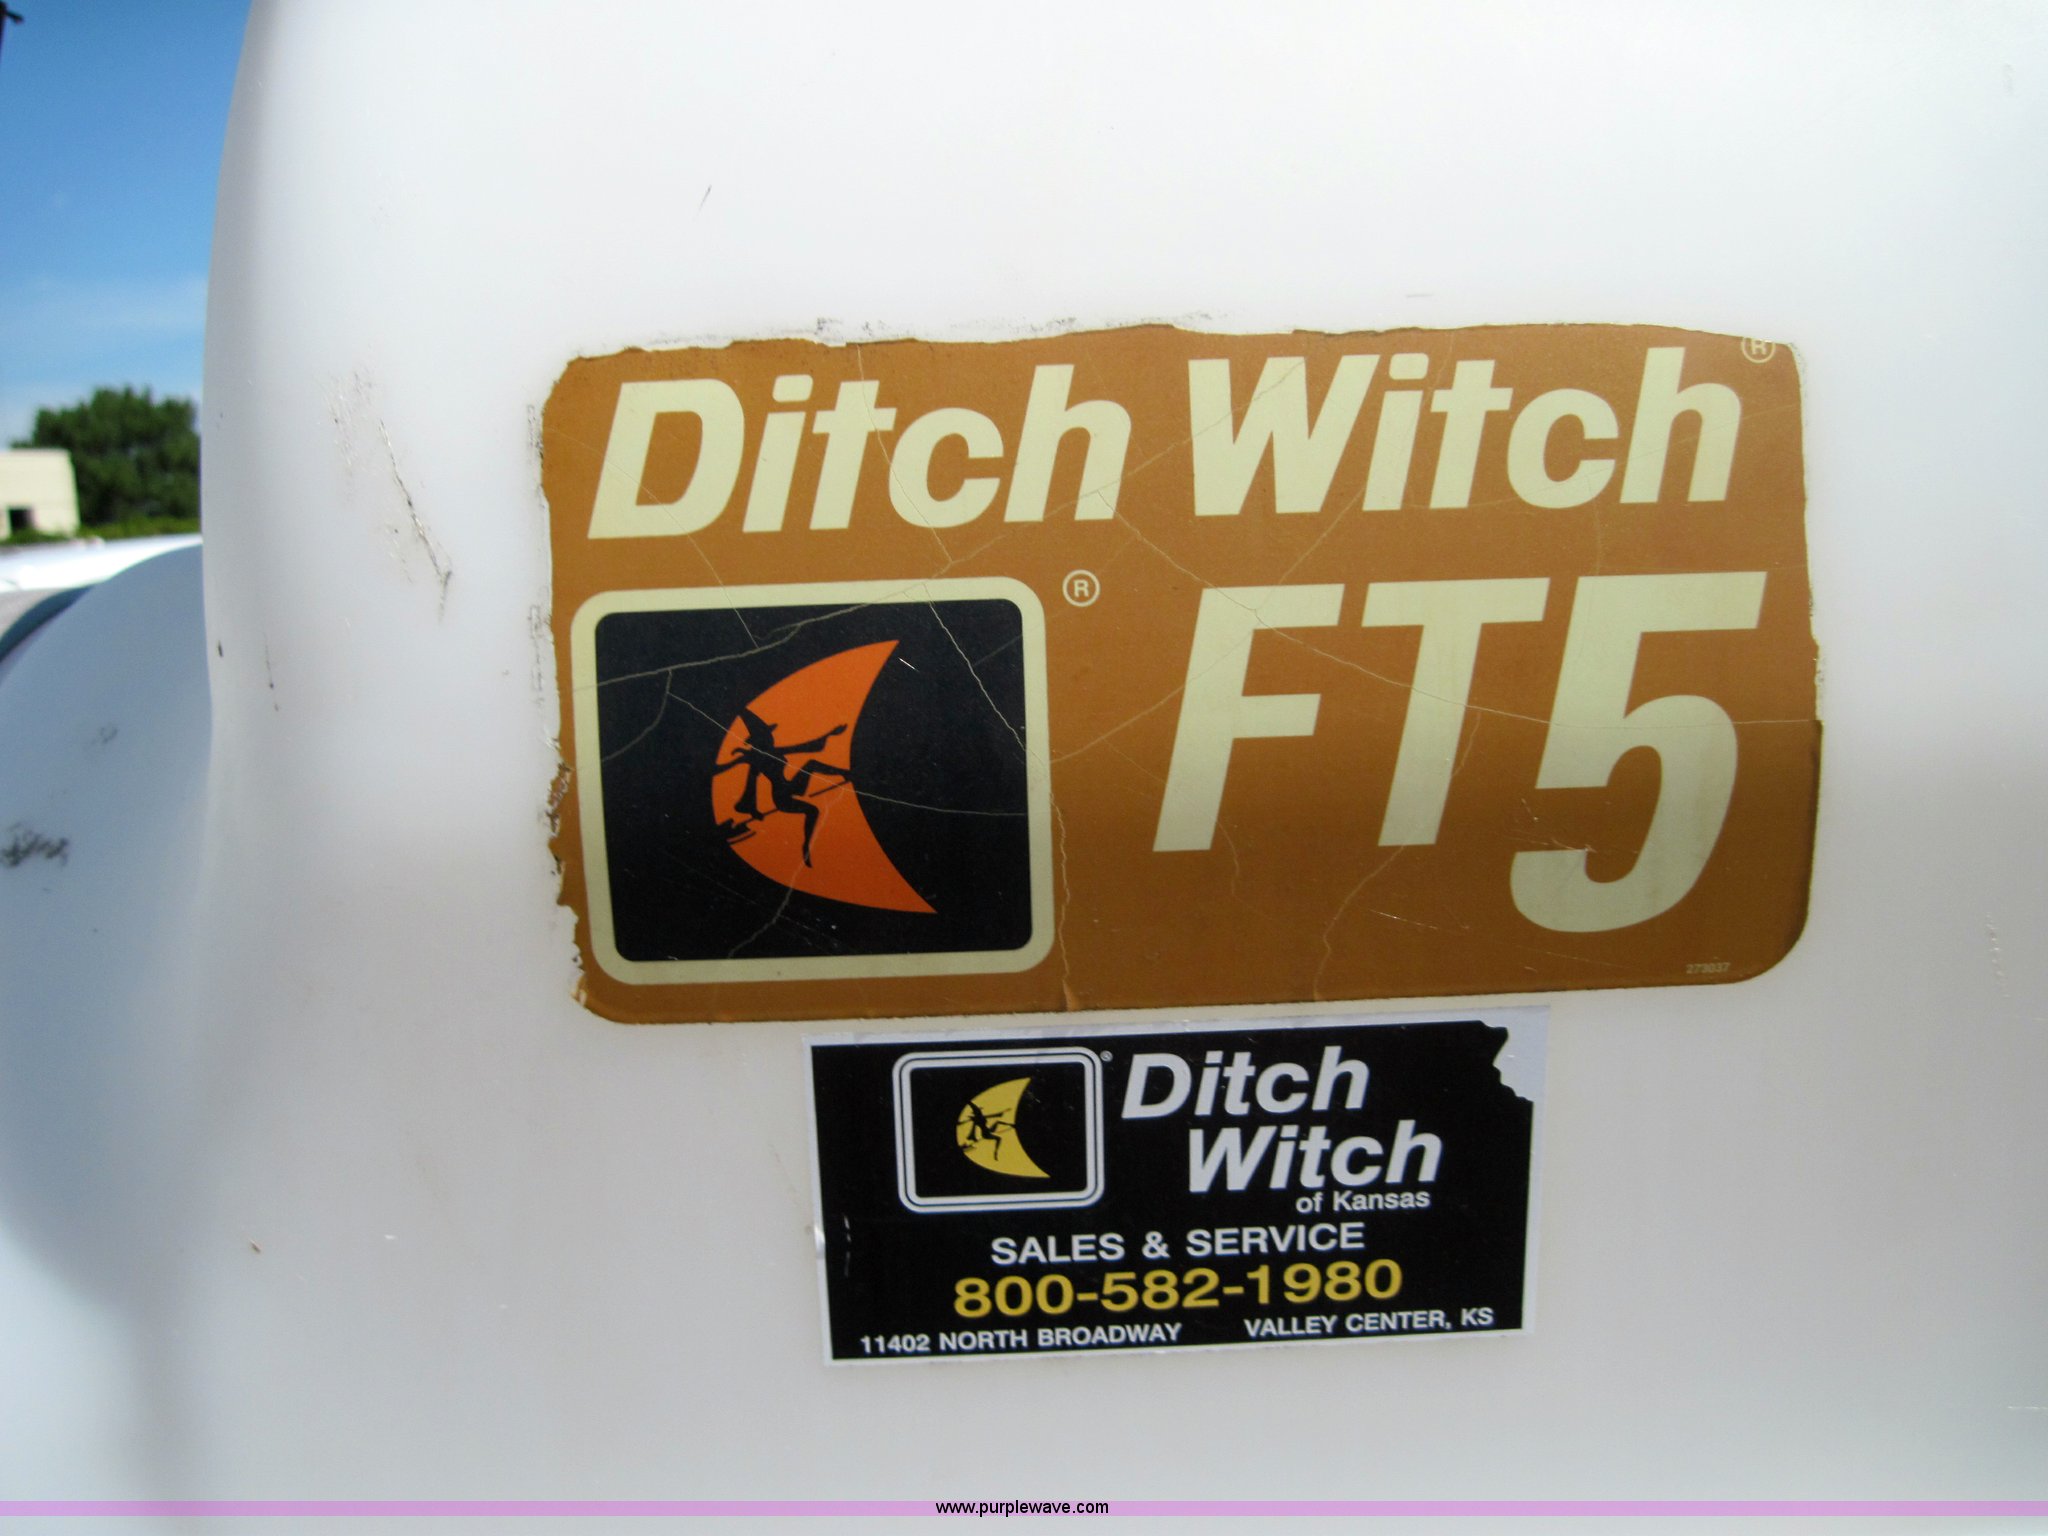 Ditch Witch®
® FT5
273037
®
Ditch
Witch
of Kansas
SALES & SERVICE
800-582-1980
11402 NORTH BROADWAY VALLEY CENTER, KS
www.purplewave.com